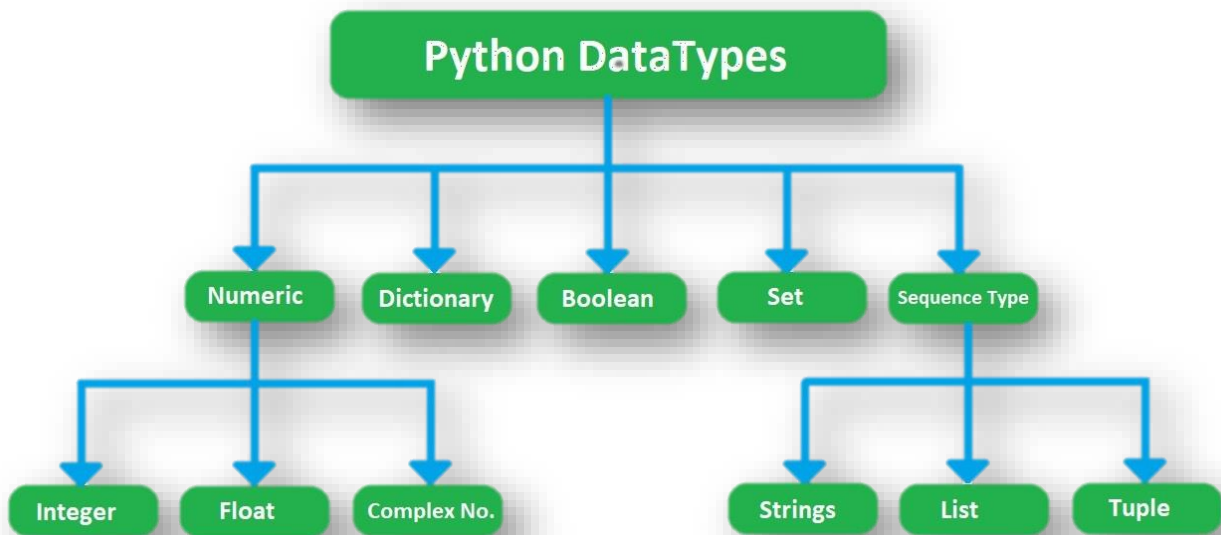 Python DataTypes
Numeric
Dictionary
Boolean
Set
Sequence Type
Integer
Float
Complex No.
Strings
List
Tuple